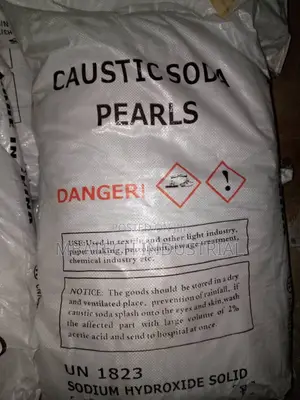 CAUSTIC SODA
PEARLS
DANGER!
POSTED BY
USE:Used in textile and other light industry,
paper making, petroleum, sewage treatment,
chemical industry etc.
NOTICE: The goods should be stored in a dry
and ventilated place, prevention of rainfall, if
caustic soda splash onto the eyes and skin, wash
the affected part with large volume of 2%
acetic acid and send to hospital at once.
UN 1823
SODIUM HYDROXIDE SOLID